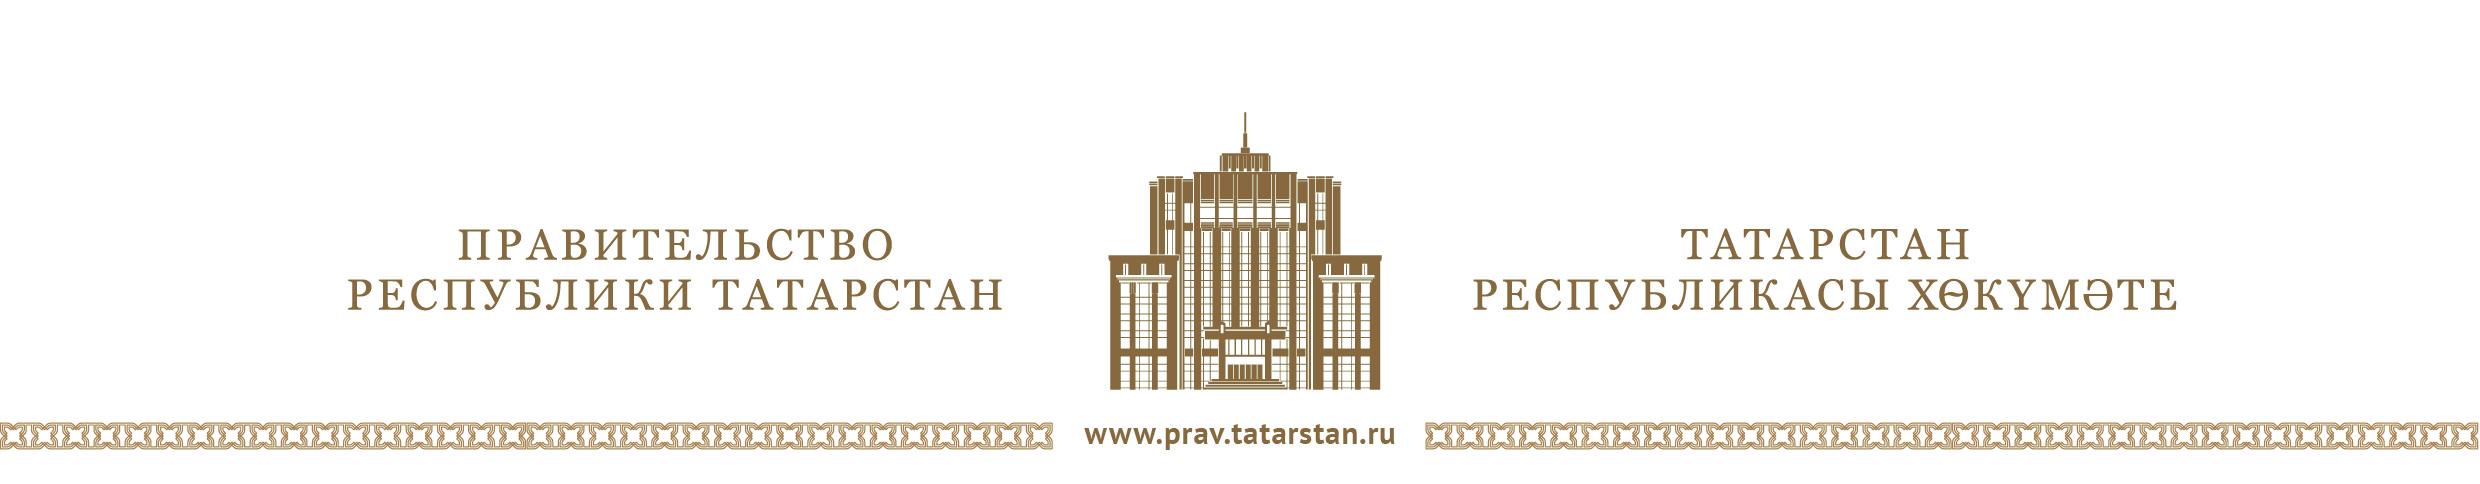 ПРАВИТЕЛЬСТВО
РЕСПУБЛИКИ ТАТАРСТАН
ТАТАРСТАН
РЕСПУБЛИКАСЫ ХӨКҮМӘТЕ
www.prav.tatarstan.ru